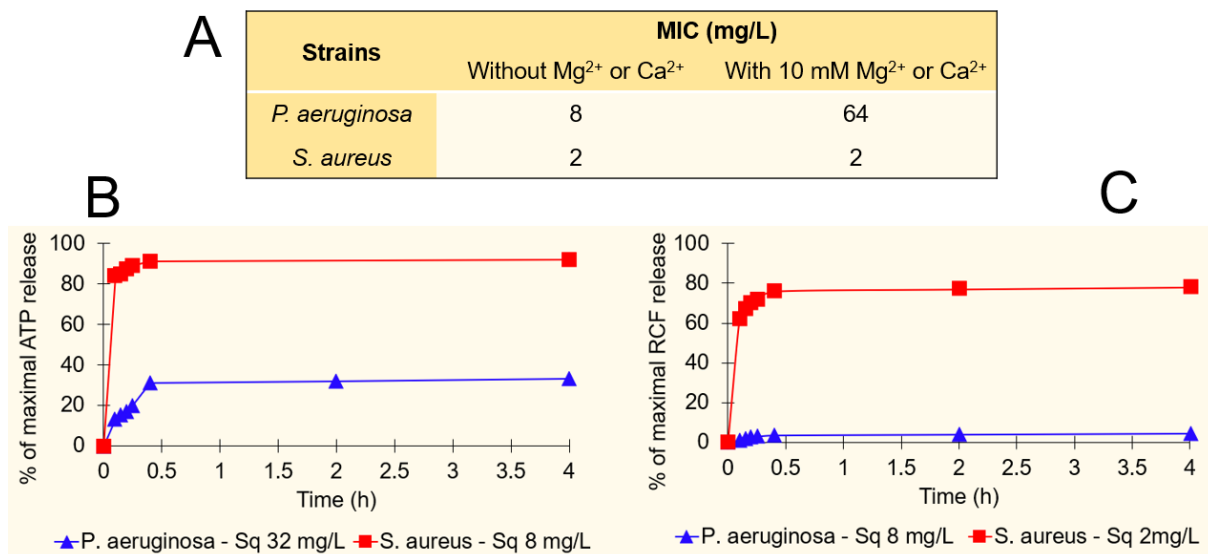 A
Strains
MIC (mg/L)
Without Mg²⁺ or Ca²⁺ With 10 mM Mg²⁺ or Ca²⁺
P. aeruginosa 8 64
S. aureus 2 2
B
% of maximal ATP release
100
80
60
40
20
0
0 0.5 1 1.5 2 2.5 3 3.5 4
Time (h)
P. aeruginosa - Sq 32 mg/L S. aureus - Sq 8 mg/L
C
% of maximal RCF release
100
80
60
40
20
0
0 0.5 1 1.5 2 2.5 3 3.5 4
Time (h)
P. aeruginosa - Sq 8 mg/L S. aureus - Sq 2mg/L